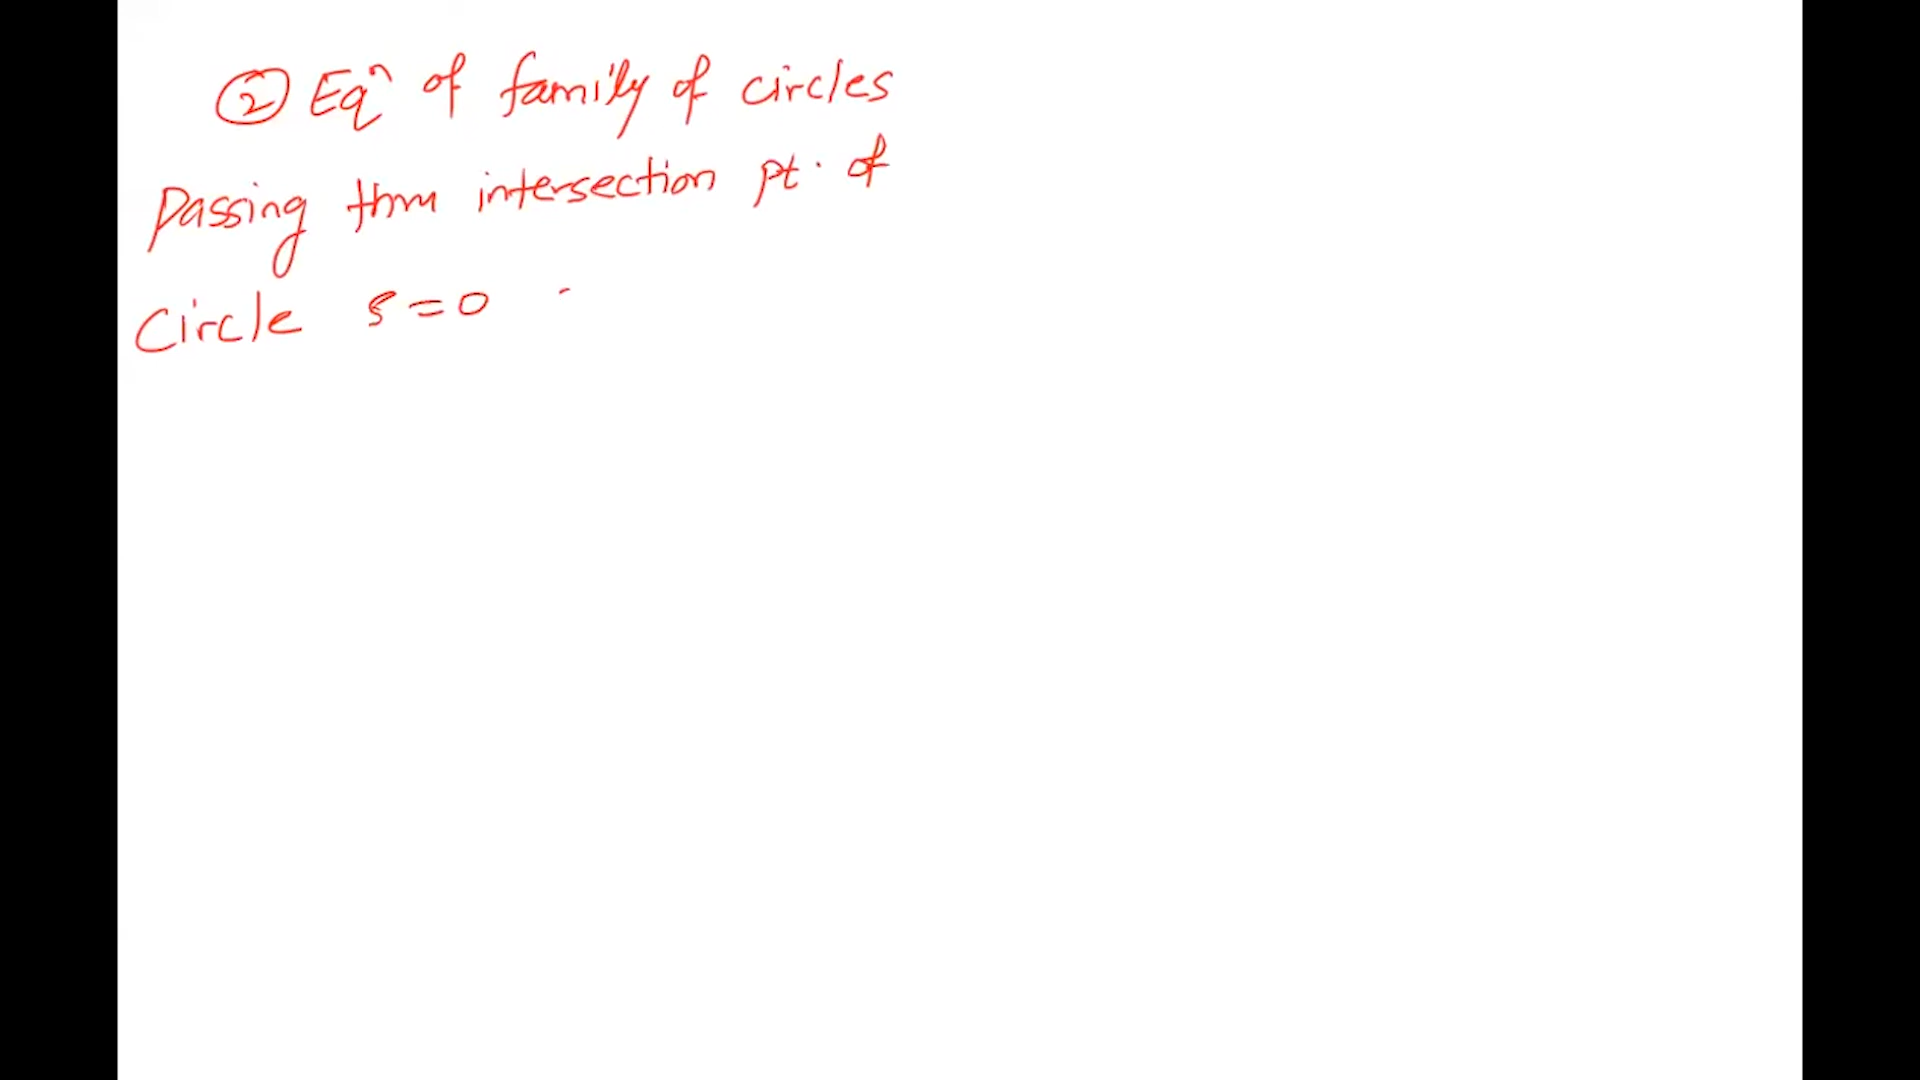 ② Eqⁿ of family of circles
Passing thru intersection pt. of
Circle S=0